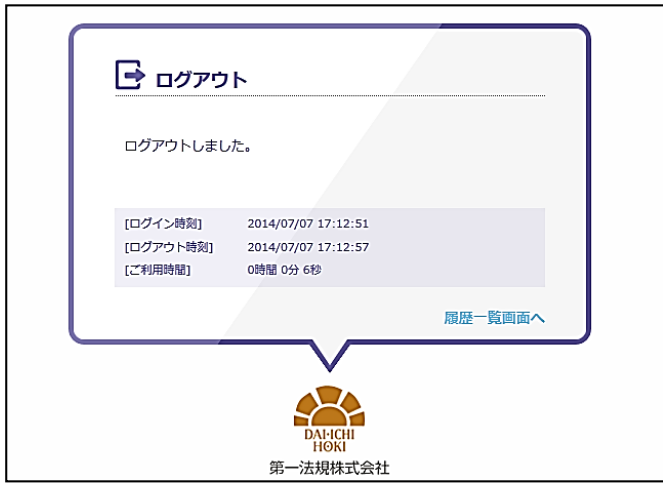 ログアウト
ログアウトしました。
[ログイン時刻] 2014/07/07 17:12:51
[ログアウト時刻] 2014/07/07 17:12:57
[ご利用時間] 0時間 0分 6秒
履歴一覧画面へ
DAI-ICHI
HOKI
第一法規株式会社